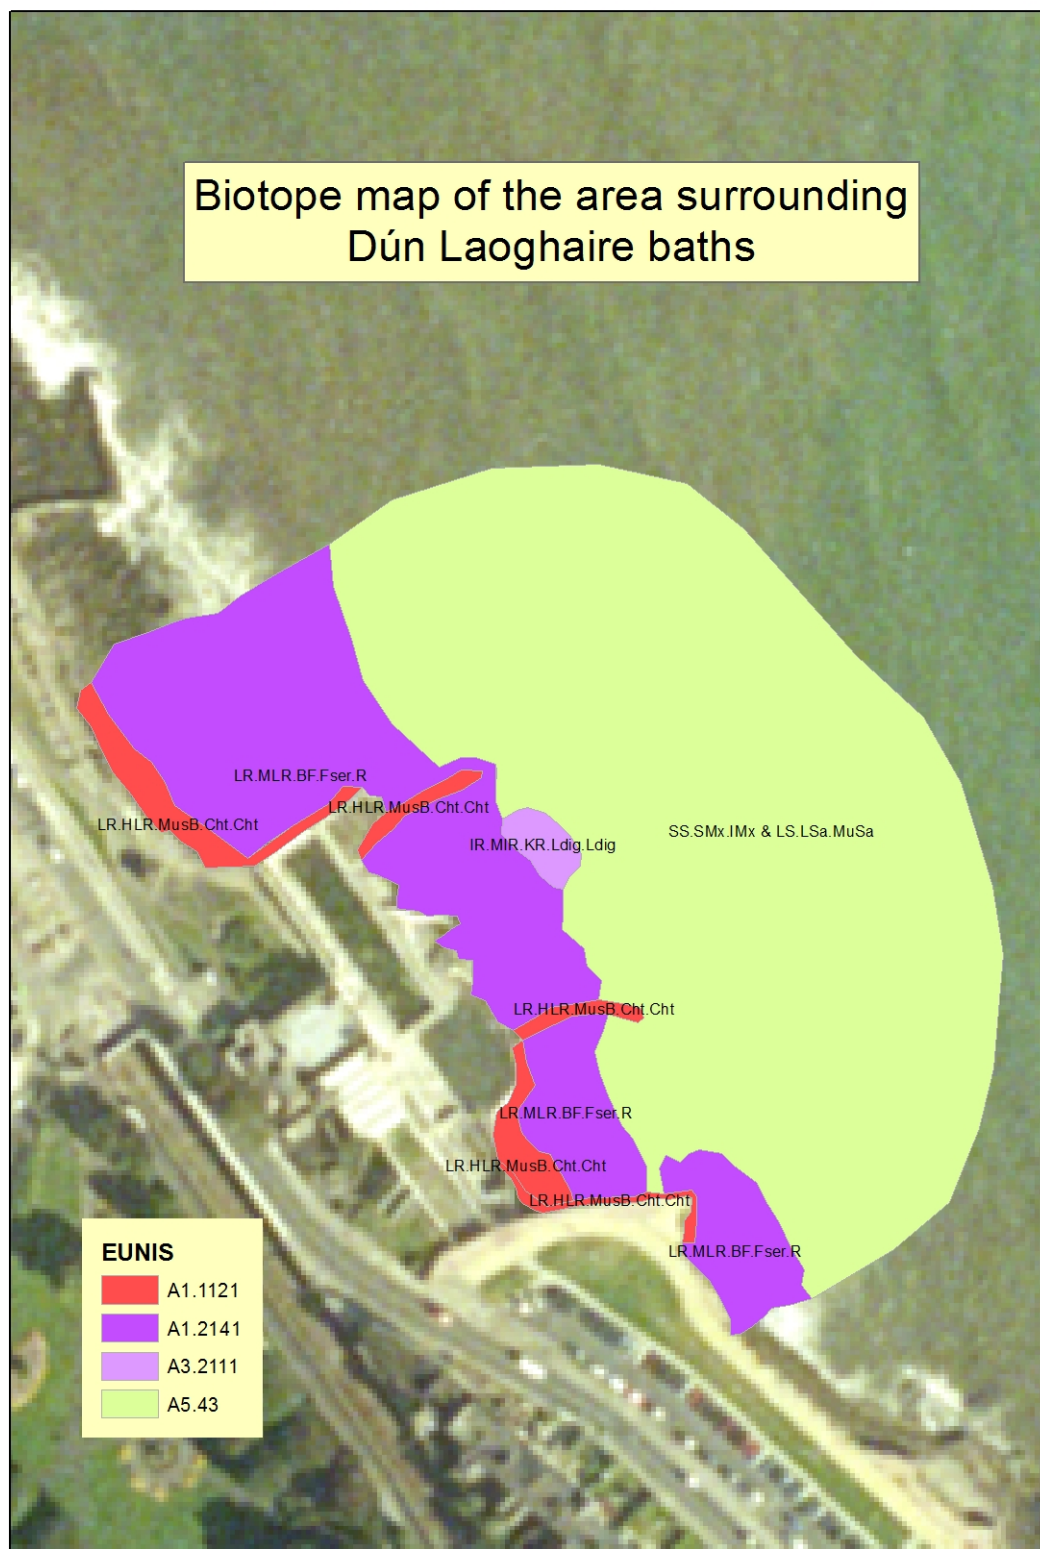 Biotope map of the area surrounding
Dún Laoghaire baths
LR.MLR.BF.Fser.R
LR.HLR.MusB.Cht.Cht
LR.HLR.MusB.Cht.Cht
SS.SMx.IMx & LS.LSa.MuSa
IR.MIR.KR.Ldig.Ldig
LR.HLR.MusB.Cht.Cht
LR.MLR.BF.Fser.R
LR.HLR.MusB.Cht.Cht
LR.HLR.MusB.Cht.Cht
LR.MLR.BF.Fser.R
EUNIS
A1.1121
A1.2141
A3.2111
A5.43